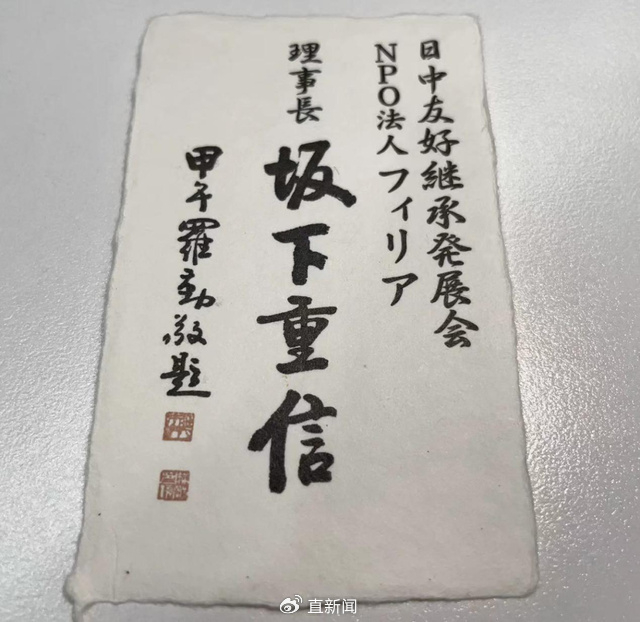 日中友好継承発展会
NPO法人フィリア
理事長
坂下重信
甲午羅勤敬題
直新闻